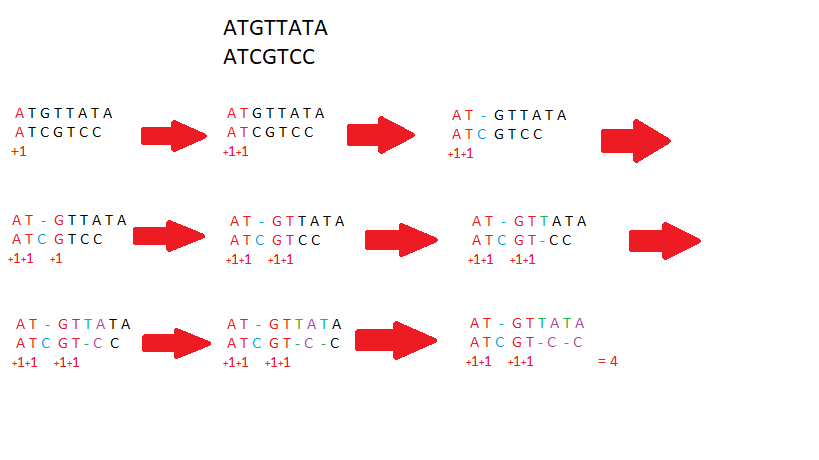 ATGTTATA
ATCGTCC
ATGTTATA
ATCGTCC
+1
ATGTTATA
ATCGTCC
+1+1
AT - GTTATA
ATC GTCC
+1+1
AT - GTTATA
ATC GTCC
+1+1 +1
AT - GTTATA
ATC GTCC
+1+1 +1+1
AT - GTTATA
ATC GT-CC
+1+1 +1+1
AT - GTTATA
ATC GT-C C
+1+1 +1+1
AT - GTTATA
ATC GT-C -C
+1+1 +1+1
AT - GTTATA
ATC GT-C -C
+1+1 +1+1 = 4